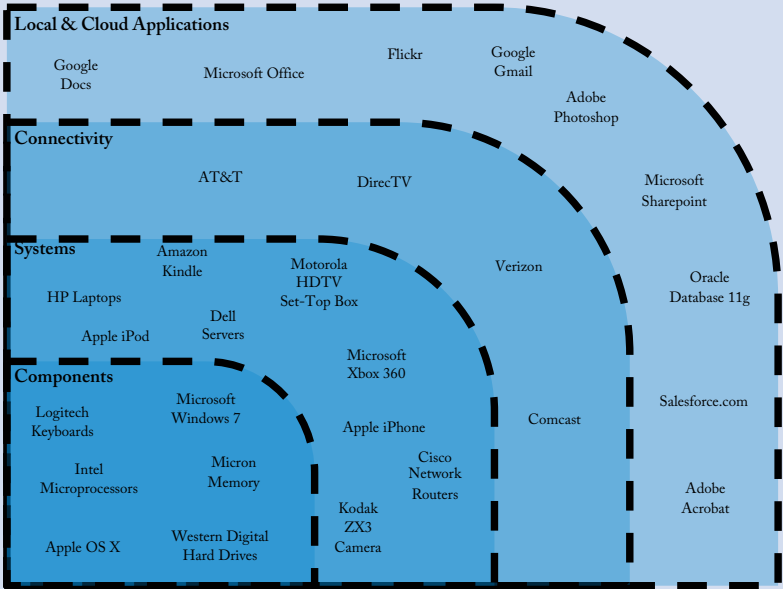 Local & Cloud Applications
Google
Docs
Microsoft Office
Flickr
Google
Gmail
Adobe
Photoshop
Microsoft
Sharepoint
Oracle
Database 11g
Salesforce.com
Adobe
Acrobat
Connectivity
AT&T
DirecTV
Verizon
Comcast
Systems
Amazon
Kindle
Motorola
HDTV
Set-Top Box
HP Laptops
Dell
Servers
Apple iPod
Microsoft
Xbox 360
Apple iPhone
Cisco
Network
Routers
Kodak
ZX3
Camera
Components
Logitech
Keyboards
Microsoft
Windows 7
Intel
Microprocessors
Micron
Memory
Apple OS X
Western Digital
Hard Drives